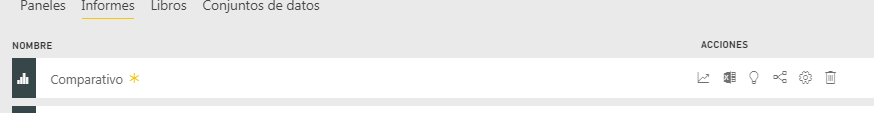 Paneles Informes Libros Conjuntos de datos
NOMBRE ACCIONES
Comparativo